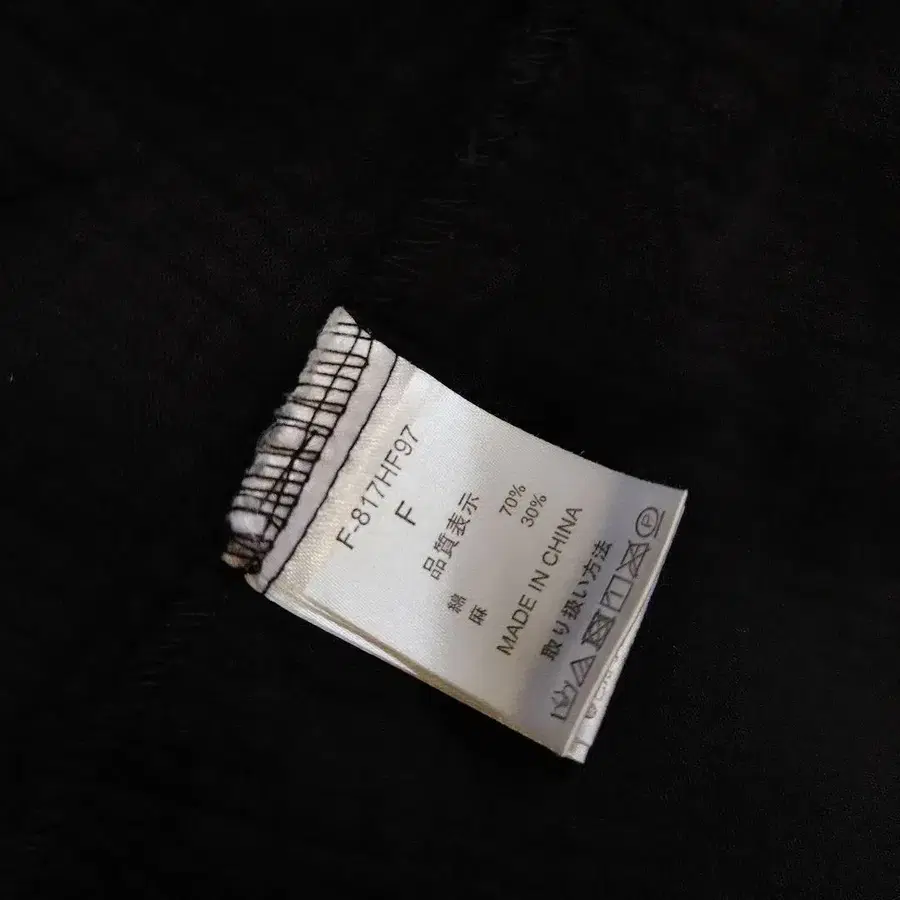 F-817HF97
F
品質表示
綿 70%
麻 30%
MADE IN CHINA
取り扱い方法
P